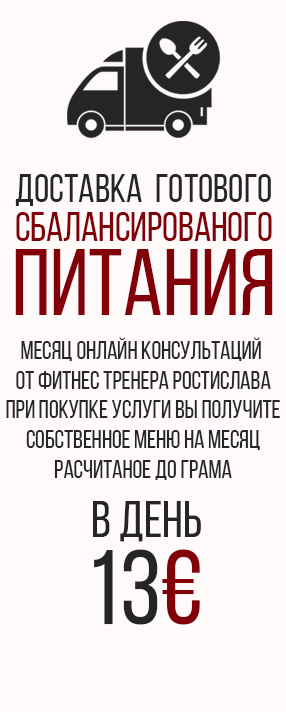 ДОСТАВКА ГОТОВОГО
СБАЛАНСИРОВАНОГО
ПИТАНИЯ
МЕСЯЦ ОНЛАЙН КОНСУЛЬТАЦИЙ
ОТ ФИТНЕС ТРЕНЕРА РОСТИСЛАВА
ПРИ ПОКУПКЕ УСЛУГИ ВЫ ПОЛУЧИТЕ
СОБСТВЕННОЕ МЕНЮ НА МЕСЯЦ
РАСЧИТАНОЕ ДО ГРАМА
В ДЕНЬ
13€